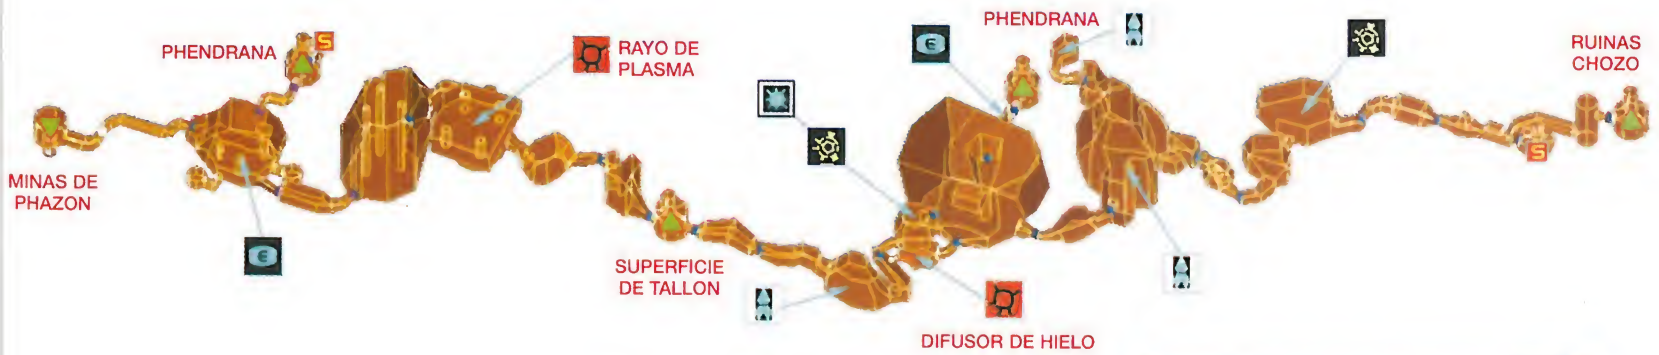 PHENDRANA
S
RAYO DE
PLASMA
PHENDRANA
RUINAS
CHOZO
MINAS DE
PHAZON
SUPERFICIE
DE TALLON
S
DIFUSOR DE HIELO